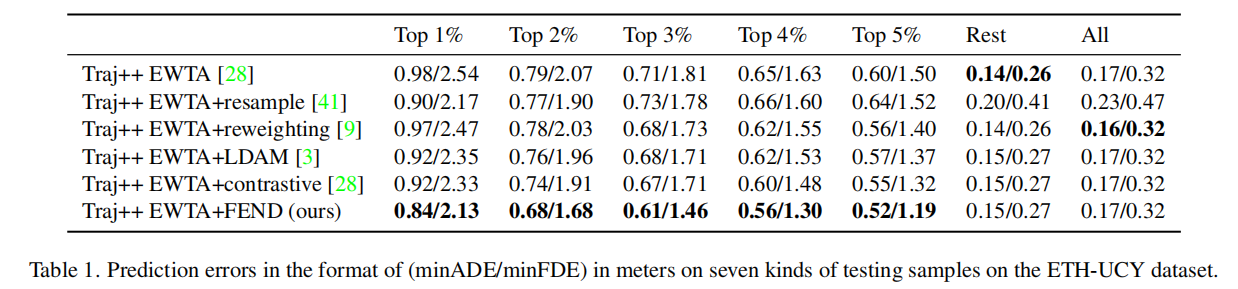 Top 1% Top 2% Top 3% Top 4% Top 5% Rest All
Traj++ EWTA [28] 0.98/2.54 0.79/2.07 0.71/1.81 0.65/1.63 0.60/1.50 0.14/0.26 0.17/0.32
Traj++ EWTA+resample [41] 0.90/2.17 0.77/1.90 0.73/1.78 0.66/1.60 0.64/1.52 0.20/0.41 0.23/0.47
Traj++ EWTA+reweighting [9] 0.97/2.47 0.78/2.03 0.68/1.73 0.62/1.55 0.56/1.40 0.14/0.26 0.16/0.32
Traj++ EWTA+LDAM [3] 0.92/2.35 0.76/1.96 0.68/1.71 0.62/1.53 0.57/1.37 0.15/0.27 0.17/0.32
Traj++ EWTA+contrastive [28] 0.92/2.33 0.74/1.91 0.67/1.71 0.60/1.48 0.55/1.32 0.15/0.27 0.17/0.32
Traj++ EWTA+FEND (ours) 0.84/2.13 0.68/1.68 0.61/1.46 0.56/1.30 0.52/1.19 0.15/0.27 0.17/0.32
Table 1. Prediction errors in the format of (minADE/minFDE) in meters on seven kinds of testing samples on the ETH-UCY dataset.